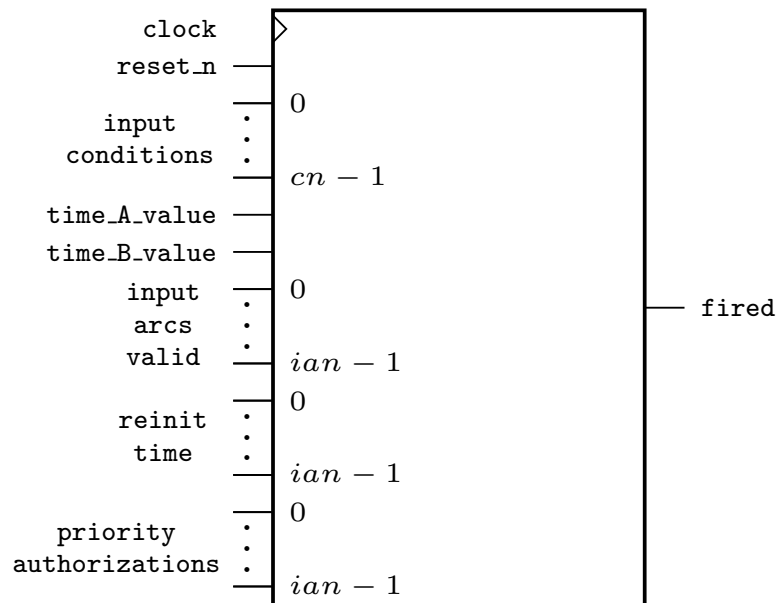 clock
reset_n
0
input
conditions
cn − 1
time_A_value
time_B_value
0
input
arcs
valid
ian − 1
fired
0
reinit
time
ian − 1
0
priority
authorizations
ian − 1